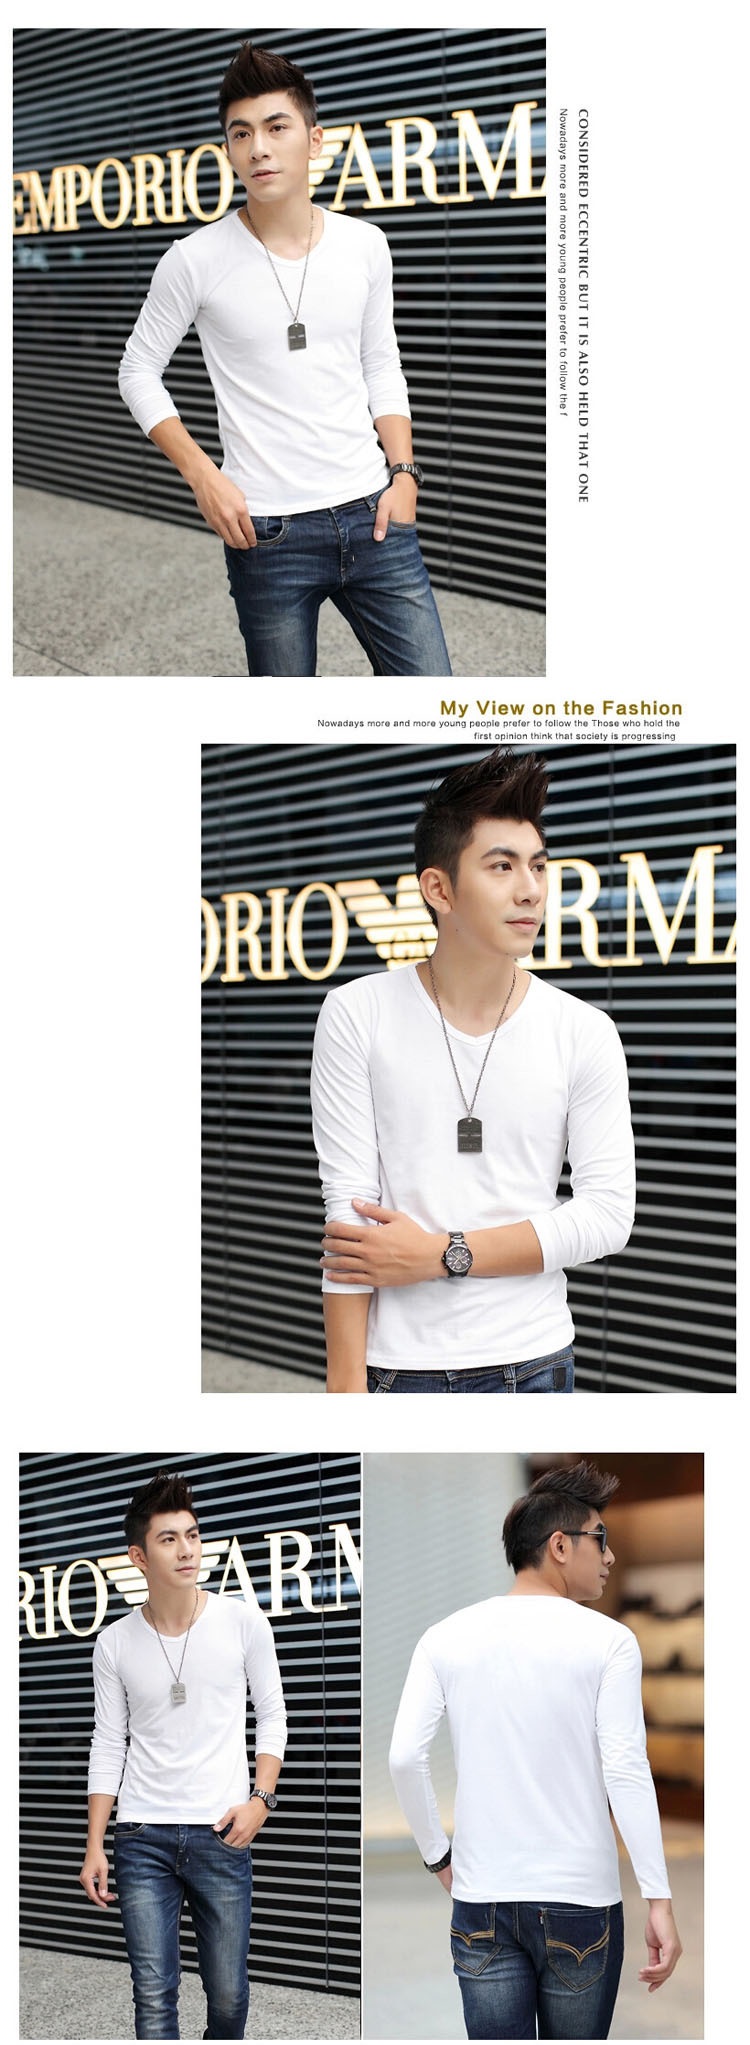 EMPORIO ARMA
CONSIDERED ECCENTRIC BUT IT IS ALSO HELD THAT ONE
Nowadays more and more young people prefer to follow the f
My View on the Fashion
Nowadays more and more young people prefer to follow the Those who hold the
first opinion think that society is progressing
ORIO ARMA
RIO ARM